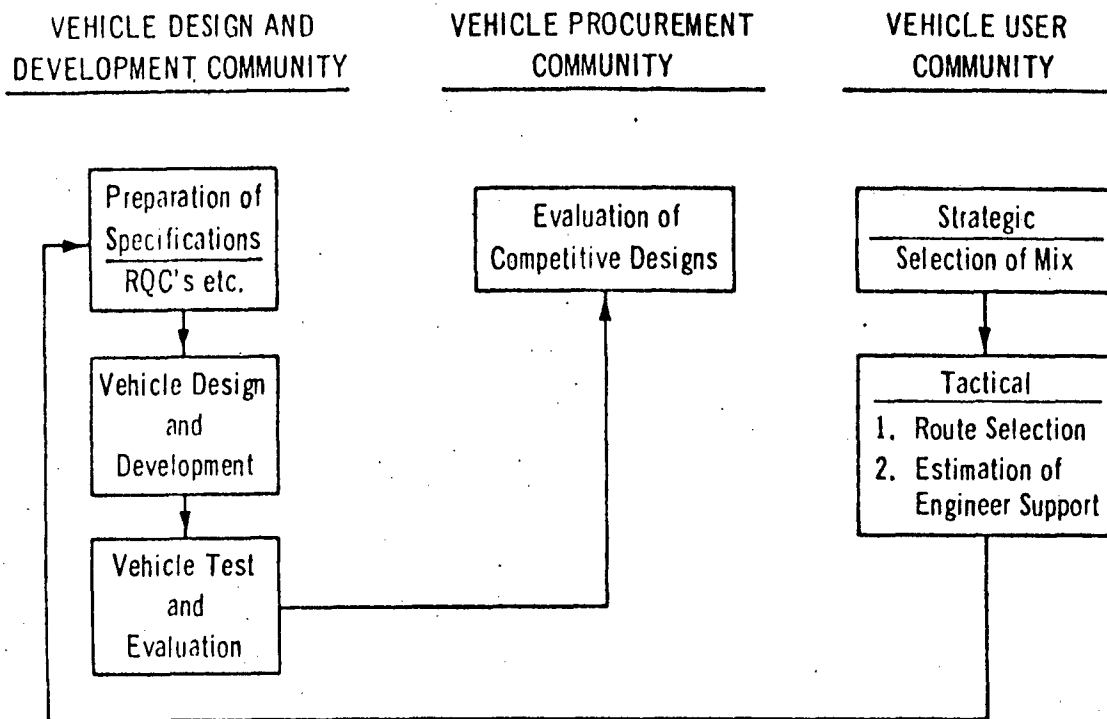 VEHICLE DESIGN AND
DEVELOPMENT COMMUNITY
VEHICLE PROCUREMENT
COMMUNITY
VEHICLE USER
COMMUNITY
Preparation of
Specifications
RQC's etc.
Vehicle Design
and
Development
Vehicle Test
and
Evaluation
Evaluation of
Competitive Designs
Strategic
Selection of Mix
Tactical
1. Route Selection
2. Estimation of
Engineer Support